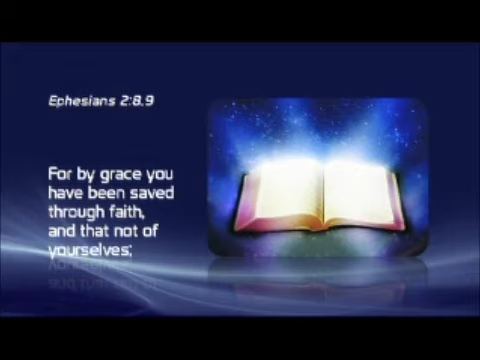 Ephesians 2:8,9
For by grace you
have been saved
through faith,
and that not of
yourselves;